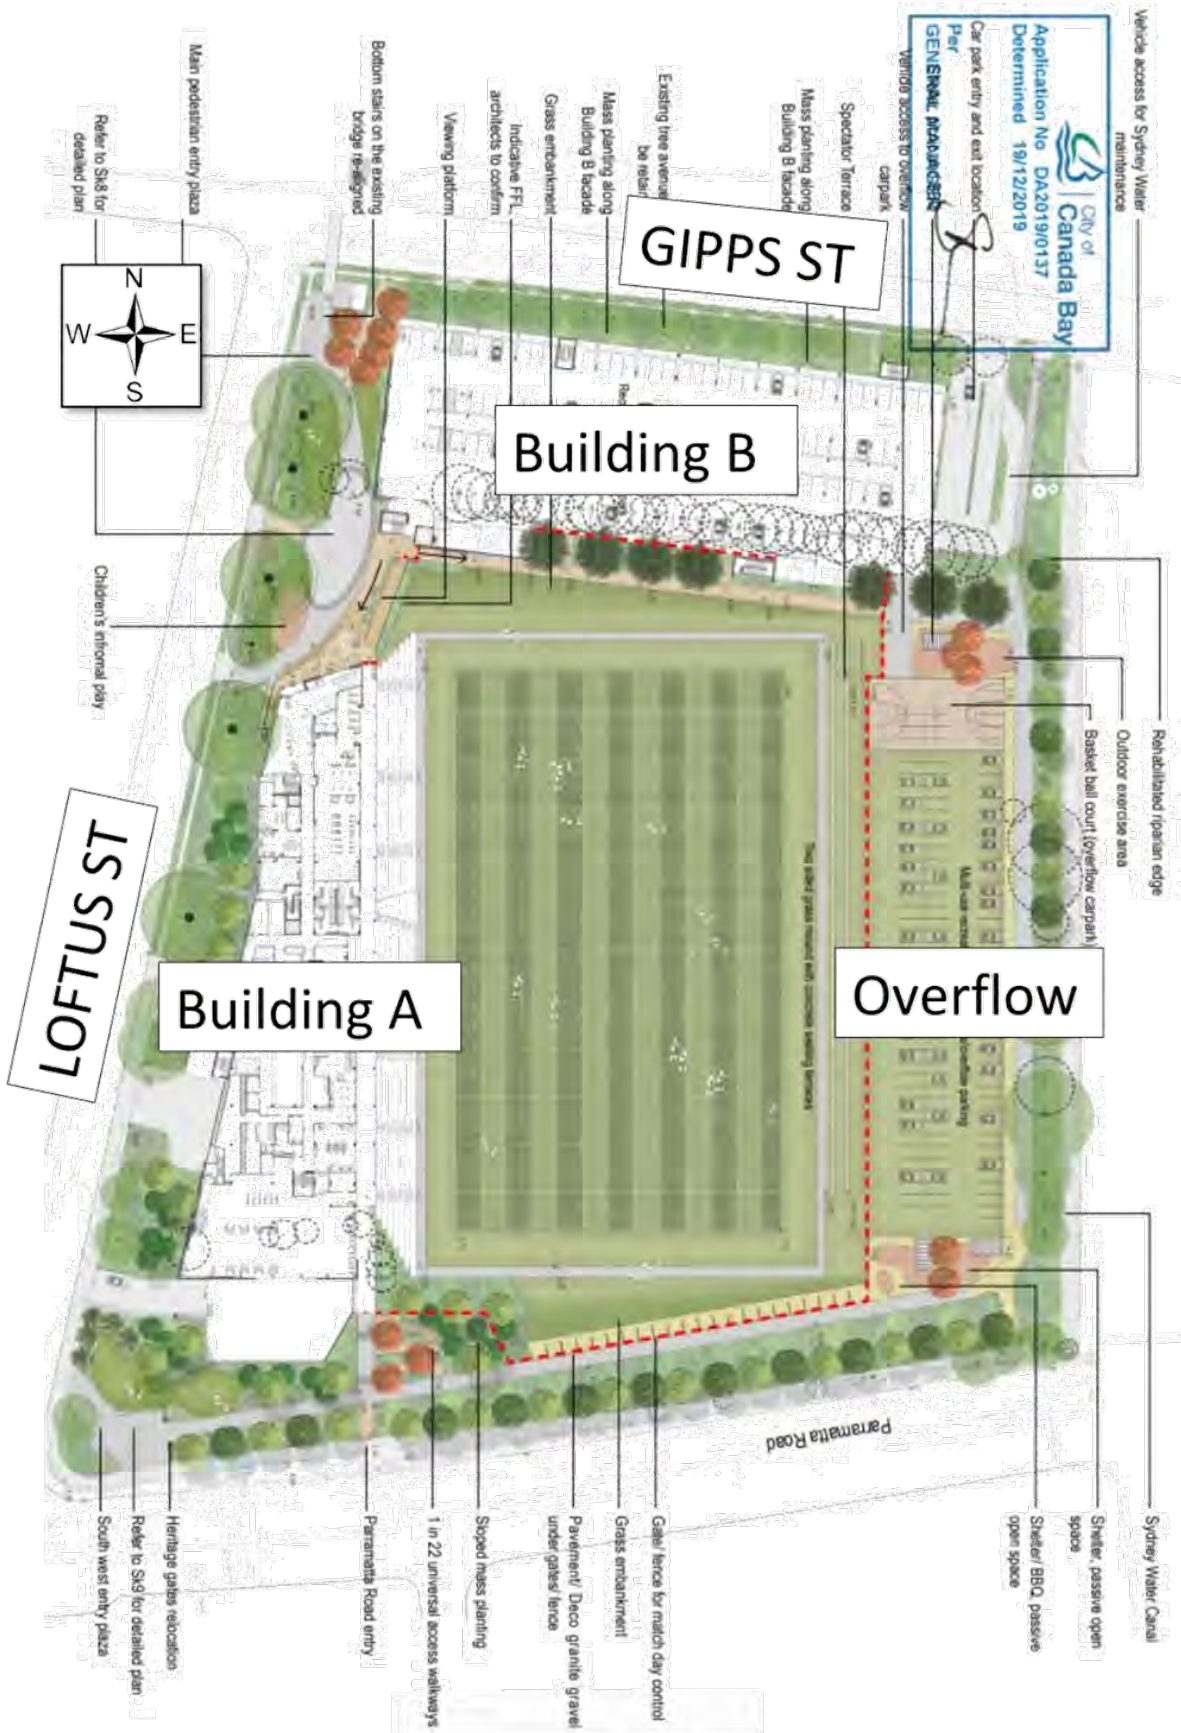 Vehicle access for Sydney Water
maintenance
City of
Canada Bay
Application No DA2019/0137
Determined 19/12/2019
Per
GENERAL MANAGER
Car park entry and exit location
Vehicle access to overflow
carpark
Spectator Terrace
Mass planting along
Building B facade
Existing tree avenue
be retain
Mass planting along
Building B facade
Grass embankment
Indicative FFL
architects to confirm
Viewing platform
Bottom stairs on the existing
bridge re-aligned
Main pedestrian entry plaza
Refer to Sk8 for
detailed plan
GIPPS ST
N
W E
S
Building B
Children's infromal play
Rehabilitated riparian edge
Outdoor exercise area
Basket ball court (overflow carpark)
LOFTUS ST
Building A
Overflow
Parramatta Road
Sydney Water Canal
Shelter, passive open
space
Shelter/ BBQ, passive
open space
Gate/ fence for match day control
Grass embankment
Pavement/ Deco granite gravel
under gates/ fence
Sloped mass planting
1 in 22 universal access walkways
Paramatta Road entry
Heritage gates relocation
Refer to Sk9 for detailed plan
South west entry plaza